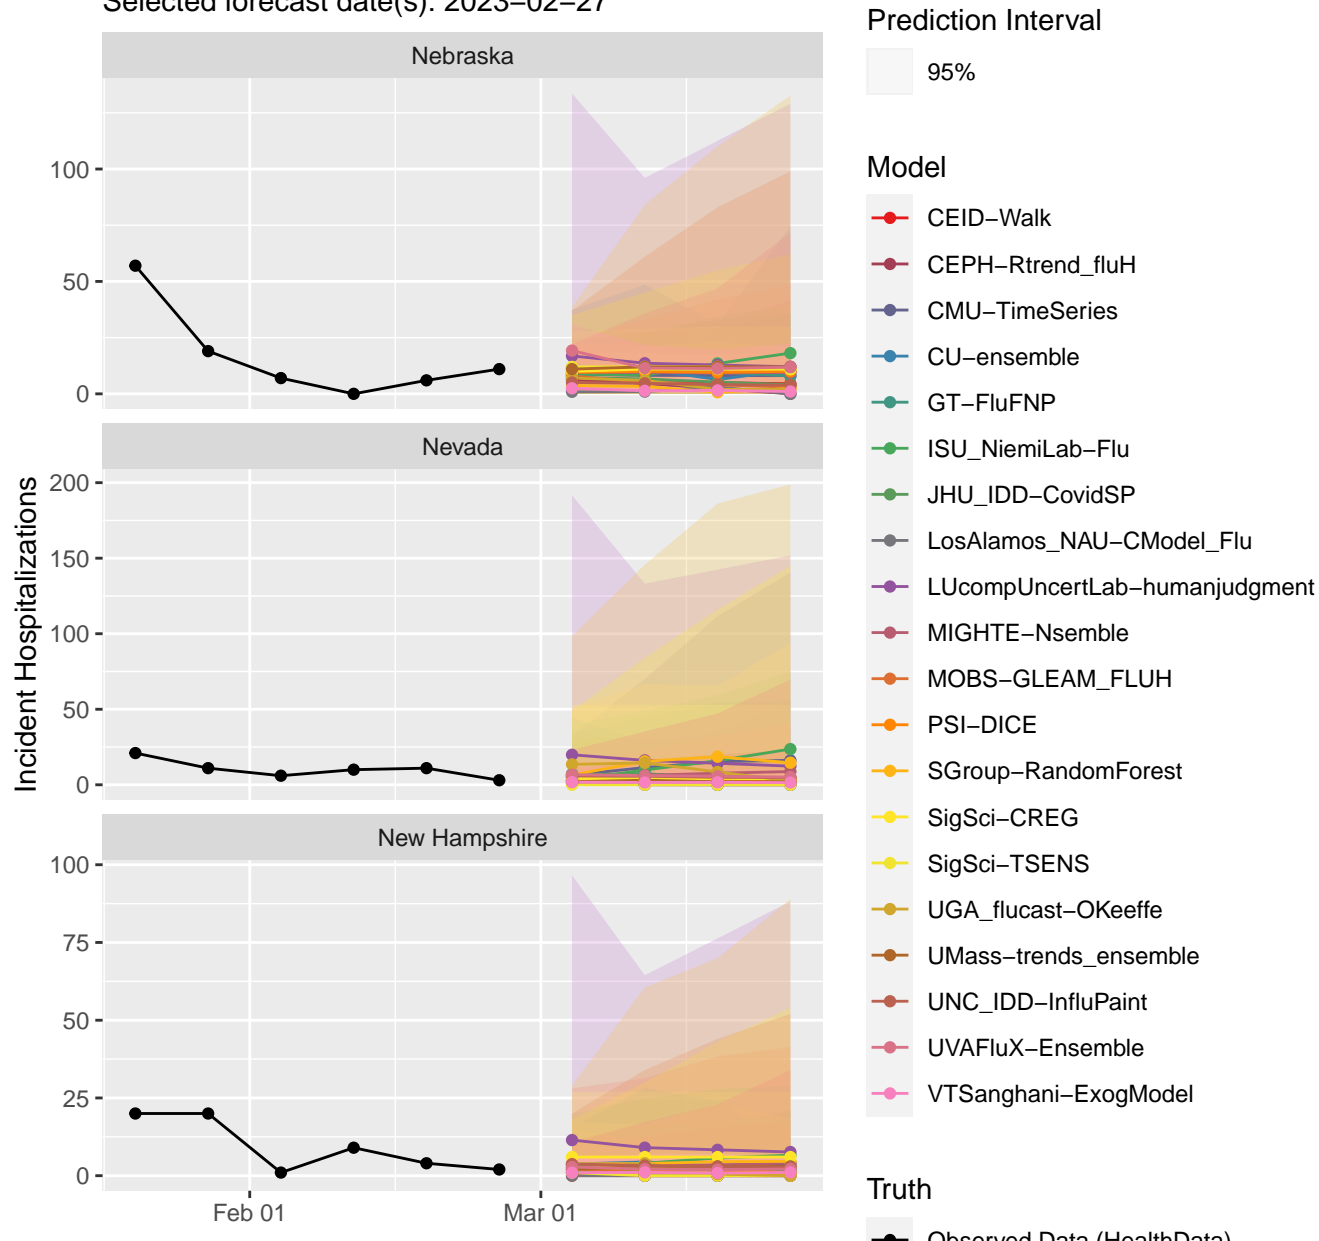 Selected forecast date(s): 2023−02−27
Nebraska
100
50
0
Nevada
200
150
100
50
0
New Hampshire
100
75
50
25
0
Incident Hospitalizations
Feb 01
Mar 01
Prediction Interval
95%
Model
CEID−Walk
CEPH−Rtrend_fluH
CMU−TimeSeries
CU−ensemble
GT−FluFNP
ISU_NiemiLab−Flu
JHU_IDD−CovidSP
LosAlamos_NAU−CModel_Flu
LUcompUncertLab−humanjudgment
MIGHTE−Nsemble
MOBS−GLEAM_FLUH
PSI−DICE
SGroup−RandomForest
SigSci−CREG
SigSci−TSENS
UGA_flucast−OKeeffe
UMass−trends_ensemble
UNC_IDD−InfluPaint
UVAFluX−Ensemble
VTSanghani−ExogModel
Truth
Observed Data (HealthData)